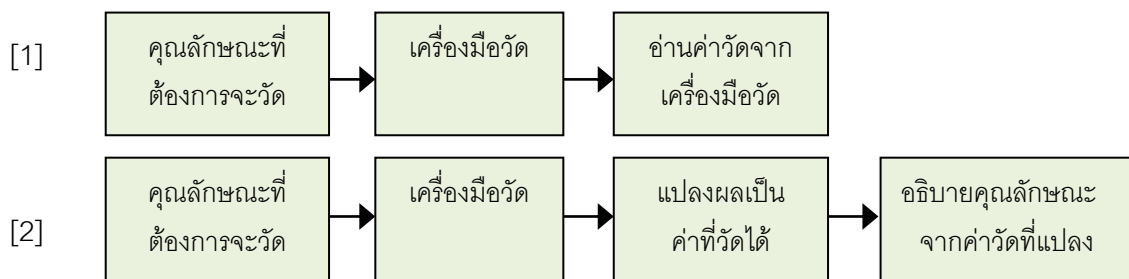 [1]
คุณลักษณะที่
ต้องการจะวัด
เครื่องมือวัด
อ่านค่าวัดจาก
เครื่องมือวัด
[2]
คุณลักษณะที่
ต้องการจะวัด
เครื่องมือวัด
แปลงผลเป็น
ค่าที่วัดได้
อธิบายคุณลักษณะ
จากค่าวัดที่แปลง